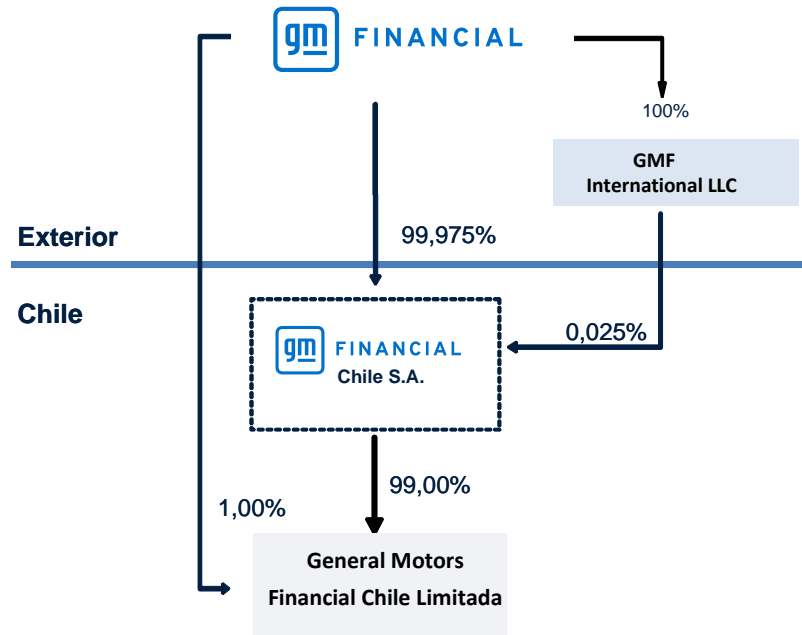 gm FINANCIAL
100%
GMF
International LLC
Exterior
99,975%
Chile
0,025%
gm FINANCIAL
Chile S.A.
99,00%
1,00%
General Motors
Financial Chile Limitada